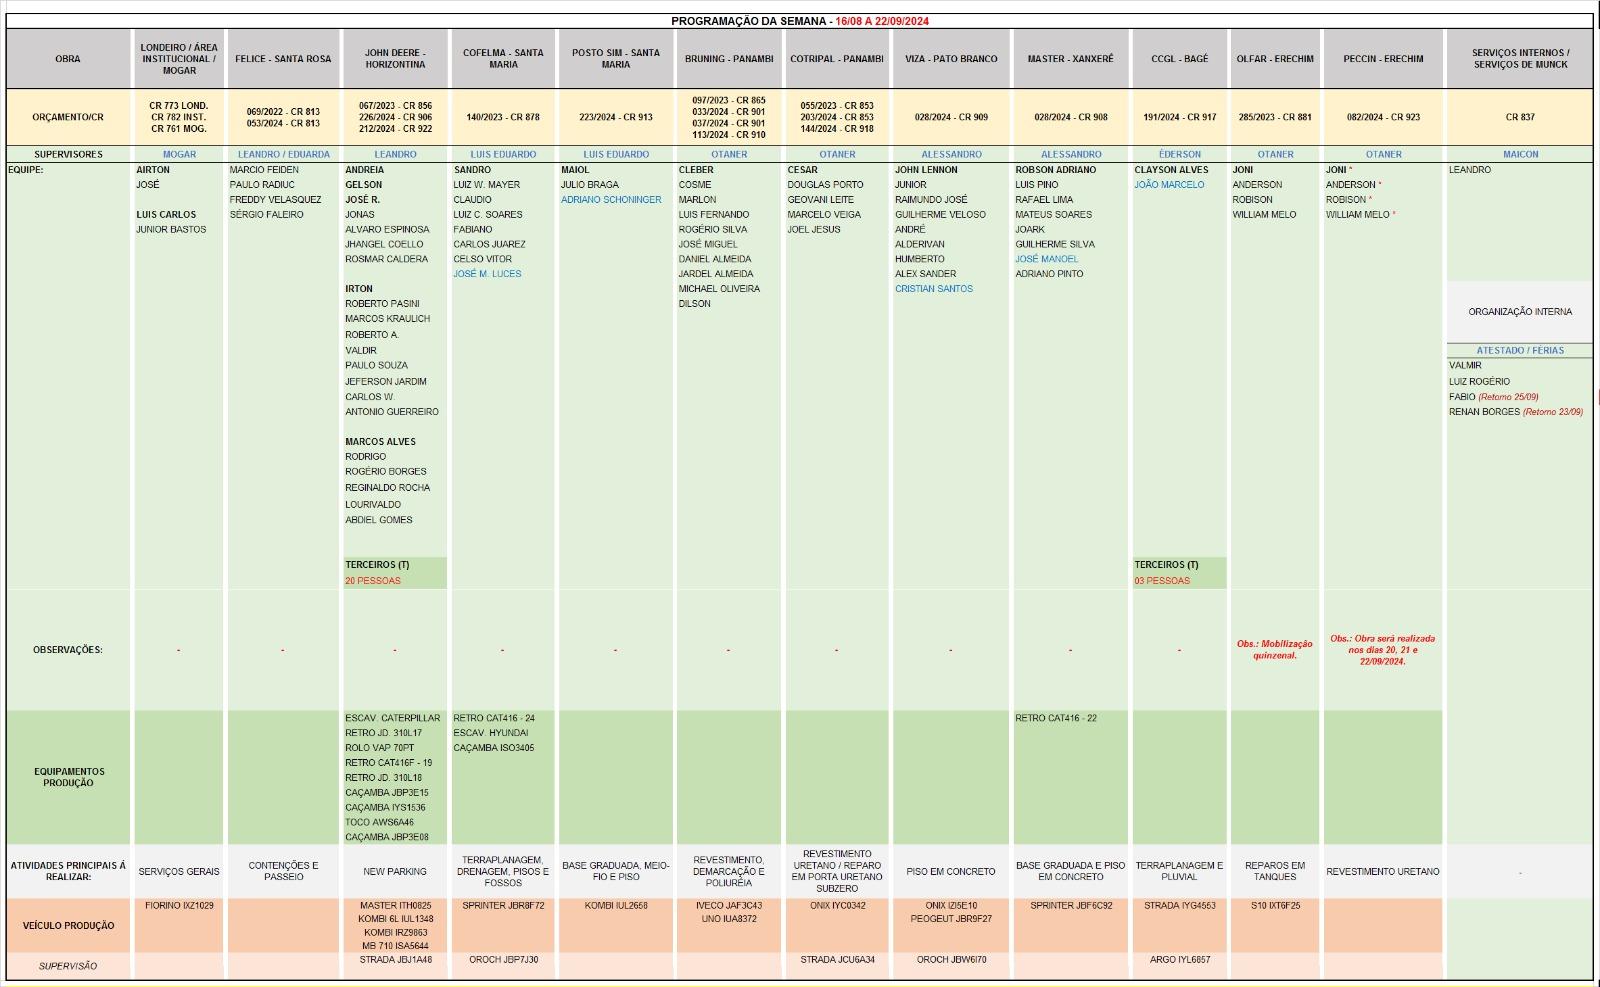 PROGRAMAÇÃO DA SEMANA - 16/08 A 22/09/2024
OBRA
LONDEIRO / ÁREA
INSTITUCIONAL /
MOGAR
FELICE - SANTA ROSA
JOHN DEERE -
HORIZONTINA
COFELMA - SANTA
MARIA
POSTO SIM - SANTA
MARIA
BRUNING - PANAMBI
COTRIPAL - PANAMBI
VIZA - PATO BRANCO
MASTER - XANXERÊ
CCGL - BAGÉ
OLFAR - ERECHIM
PECCIN - ERECHIM
SERVIÇOS INTERNOS /
SERVIÇOS DE MUNCK
ORÇAMENTO/CR
CR 773 LOND.
CR 782 INST.
CR 761 MOG.
069/2022 - CR 813
053/2024 - CR 813
067/2023 - CR 856
226/2024 - CR 906
212/2024 - CR 922
140/2023 - CR 878
223/2024 - CR 913
097/2023 - CR 865
033/2024 - CR 901
037/2024 - CR 901
113/2024 - CR 910
055/2023 - CR 853
203/2024 - CR 853
144/2024 - CR 918
028/2024 - CR 909
028/2024 - CR 908
191/2024 - CR 917
285/2023 - CR 881
082/2024 - CR 923
CR 837
SUPERVISORES
MOGAR
LEANDRO / EDUARDA
LEANDRO
LUIS EDUARDO
LUIS EDUARDO
OTANER
OTANER
ALESSANDRO
ALESSANDRO
ÉDERSON
OTANER
OTANER
MAICON
EQUIPE:
AIRTON
JOSÉ
LUIS CARLOS
JUNIOR BASTOS
MARCIO FEIDEN
PAULO RADIUC
FREDDY VELASQUEZ
SÉRGIO FALEIRO
ANDREIA
GELSON
JOSÉ R.
JONAS
ALVARO ESPINOSA
JHANGEL COELLO
ROSMAR CALDERA
IRTON
ROBERTO PASINI
MARCOS KRAULICH
ROBERTO A.
VALDIR
PAULO SOUZA
JEFERSON JARDIM
CARLOS W.
ANTONIO GUERREIRO
MARCOS ALVES
RODRIGO
ROGÉRIO BORGES
REGINALDO ROCHA
LOURIVALDO
ABDIEL GOMES
TERCEIROS (T)
20 PESSOAS
SANDRO
LUIZ W. MAYER
CLAUDIO
LUIZ C. SOARES
FABIANO
CARLOS JUAREZ
CELSO VITOR
JOSÉ M. LUCES
MAIOL
JULIO BRAGA
ADRIANO SCHONINGER
CLEBER
COSME
MARLON
LUIS FERNANDO
ROGÉRIO SILVA
JOSÉ MIGUEL
DANIEL ALMEIDA
JARDEL ALMEIDA
MICHAEL OLIVEIRA
DILSON
CESAR
DOUGLAS PORTO
GEOVANI LEITE
MARCELO VEIGA
JOEL JESUS
JOHN LENNON
JUNIOR
RAIMUNDO JOSÉ
GUILHERME VELOSO
ANDRÉ
ALDERIVAN
HUMBERTO
ALEX SANDER
CRISTIAN SANTOS
ROBSON ADRIANO
LUIS PINO
RAFAEL LIMA
MATEUS SOARES
JOARK
GUILHERME SILVA
JOSÉ MANOEL
ADRIANO PINTO
CLAYSON ALVES
JOÃO MARCELO
TERCEIROS (T)
03 PESSOAS
JONI
ANDERSON
ROBISON
WILLIAM MELO
JONI *
ANDERSON *
ROBISON *
WILLIAM MELO *
LEANDRO
ORGANIZAÇÃO INTERNA
ATESTADO / FÉRIAS
VALMIR
LUIZ ROGÉRIO
FABIO (Retorno 25/09)
RENAN BORGES (Retorno 23/09)
OBSERVAÇÕES:
-
-
-
-
-
-
-
-
-
-
Obs.: Mobilização
quinzenal.
Obs.: Obra será realizada
nos dias 20, 21 e
22/09/2024.
EQUIPAMENTOS
PRODUÇÃO
ESCAV. CATERPILLAR
RETRO JD. 310L17
ROLO VAP 70PT
RETRO CAT416F - 19
RETRO JD. 310L18
CAÇAMBA JBP3E15
CAÇAMBA IYS1536
TOCO AWS6A46
CAÇAMBA JBP3E08
RETRO CAT416 - 24
ESCAV. HYUNDAI
CAÇAMBA ISO3405
RETRO CAT416 - 22
ATIVIDADES PRINCIPAIS Á
REALIZAR:
SERVIÇOS GERAIS
CONTENÇÕES E
PASSEIO
NEW PARKING
TERRAPLANAGEM,
DRENAGEM, PISOS E
FOSSOS
BASE GRADUADA, MEIO-
FIO E PISO
REVESTIMENTO,
DEMARCAÇÃO E
POLIURÉIA
REVESTIMENTO
URETANO / REPARO
EM PORTA URETANO
SUBZERO
PISO EM CONCRETO
BASE GRADUADA E PISO
EM CONCRETO
TERRAPLANAGEM E
PLUVIAL
REPAROS EM
TANQUES
REVESTIMENTO URETANO
-
VEÍCULO PRODUÇÃO
FIORINO IXZ1029
MASTER ITH0825
KOMBI 6L IUL1348
KOMBI IRZ9863
MB 710 ISA5644
SPRINTER JBR8F72
KOMBI IUL2658
IVECO JAF3C43
UNO IUA8372
ONIX IYC0342
ONIX IZI5E10
PEOGEUT JBR9F27
SPRINTER JBF6C92
STRADA IYG4553
S10 IXT6F25
SUPERVISÃO
STRADA JBJ1A48
OROCH JBP7J30
STRADA JCU6A34
OROCH JBW6I70
ARGO IYL6857